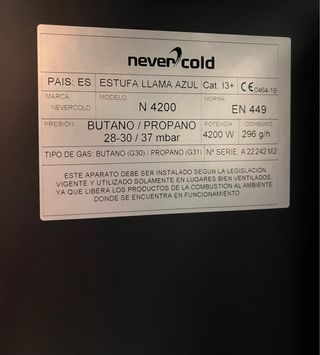 never cold
PAIS: ES ESTUFA LLAMA AZUL Cat. I3+ CE 0464-19
MARCA MODELO NORMA
NEVERCOLD N 4200 EN 449
PRESIÓN: BUTANO / PROPANO POTENCIA CONSUMO
28-30 / 37 mbar 4200 W 296 g/h
TIPO DE GAS: BUTANO (G30) / PROPANO (G31) Nº SERIE: A 22242 M2
ESTE APARATO DEBE SER INSTALADO SEGUN LA LEGISLACIÓN
VIGENTE Y UTILIZADO SOLAMENTE EN LUGARES BIEN VENTILADOS,
YA QUE LIBERA LOS PRODUCTOS DE LA COMBUSTIÓN AL AMBIENTE
DONDE SE ENCUENTRA EN FUNCIONAMIENTO.